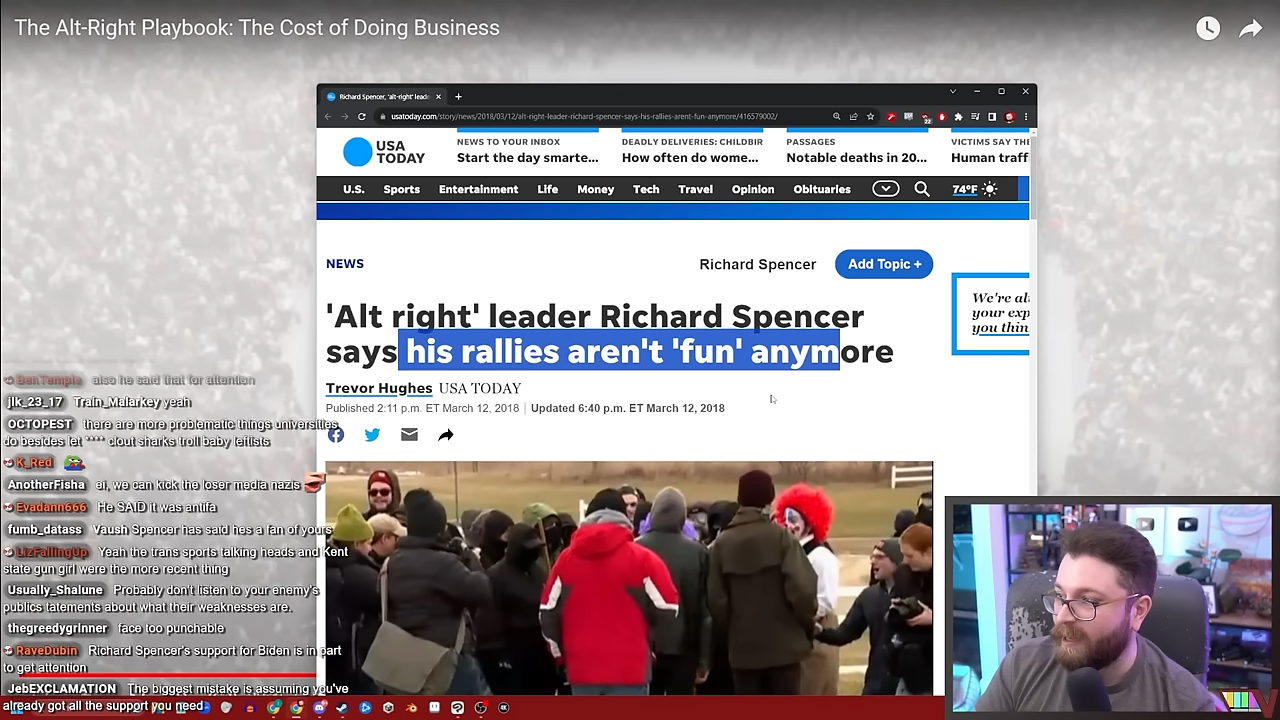 The Alt-Right Playbook: The Cost of Doing Business
Richard Spencer, 'alt-right' leade
usatoday.com/story/news/2018/03/12/alt-right-leader-richard-spencer-says-his-rallies-arent-fun-anymore/416579002/
22
USA
TODAY
NEWS TO YOUR INBOX
Start the day smarte...
DEADLY DELIVERIES: CHILDBIR
How often do wome...
PASSAGES
Notable deaths in 20...
VICTIMS SAY THE
Human traff
U.S. Sports Entertainment Life Money Tech Travel Opinion Obituaries 74°F
NEWS
Richard Spencer
Add Topic +
'Alt right' leader Richard Spencer
says his rallies aren't 'fun' anymore
Trevor Hughes USA TODAY
Published 2:11 p.m. ET March 12, 2018 Updated 6:40 p.m. ET March 12, 2018
We're al
your exp
you thin
BenTemple also he said that for attention
jlk_23_17 Train_Malarkey yeah
OCTOPEST there are more problematic things universities
do besides let **** clout sharks troll baby leftists
K_Red
AnotherFisha ei, we can kick the loser media nazis
Evadann666 He SAID it was antifa
fumb_datass Vaush Spencer has said hes a fan of yours
LizFallingUp Yeah the trans sports talking heads and Kent
state gun girl were the more recent thing
Usually_Shalune Probably don't listen to your enemy's
publics tatements about what their weaknesses are.
thegreedygrinner face too punchable
RaveDubin Richard Spencer's support for Biden is in part
to get attention
JebEXCLAMATION The biggest mistake is assuming you've
already got all the support you need